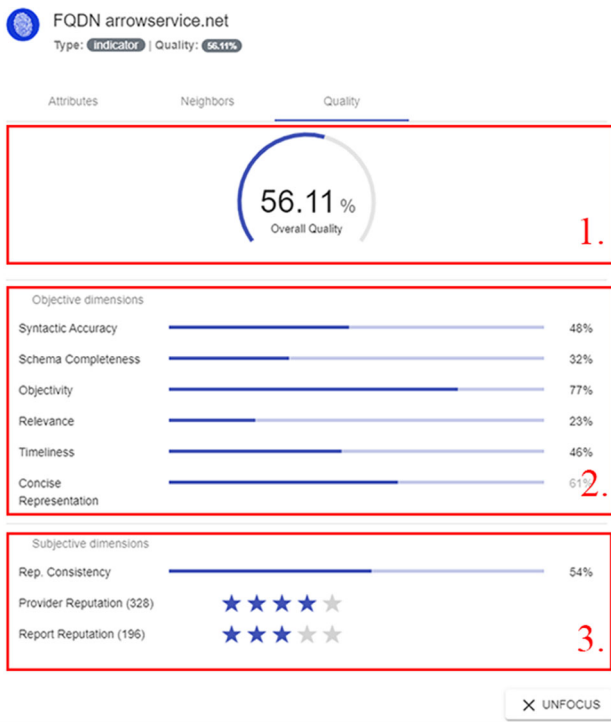 FQDN arrowservice.net
Type: indicator | Quality: 56.11%
Attributes Neighbors Quality
56.11 %
Overall Quality
1.
Objective dimensions
Syntactic Accuracy 48%
Schema Completeness 32%
Objectivity 77%
Relevance 23%
Timeliness 46%
Concise
Representation 61%
2.
Subjective dimensions
Rep. Consistency 54%
Provider Reputation (328)
Report Reputation (196)
3.
UNFOCUS